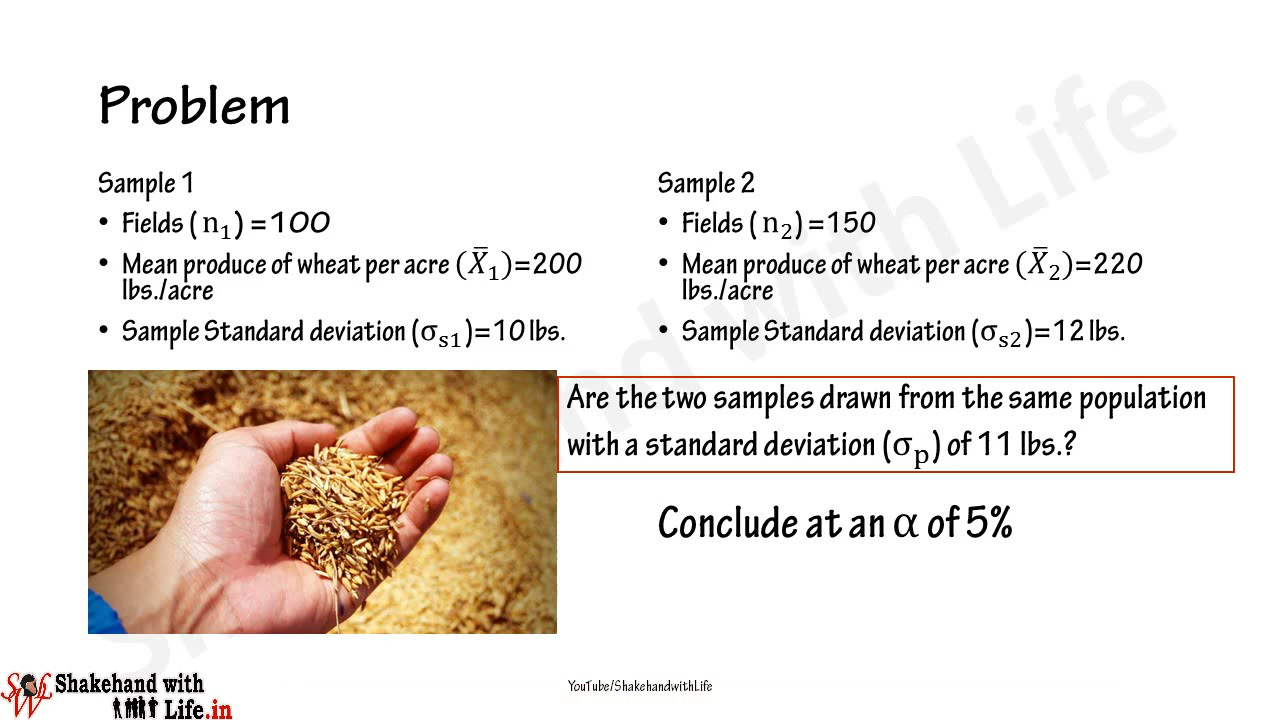 Problem
Sample 1
• Fields ( n₁) =100
• Mean produce of wheat per acre (X̄₁)=200
lbs./acre
• Sample Standard deviation (σₛ₁)=10 lbs.
Sample 2
• Fields ( n₂) =150
• Mean produce of wheat per acre (X̄₂)=220
lbs./acre
• Sample Standard deviation (σₛ₂)=12 lbs.
Are the two samples drawn from the same population
with a standard deviation (σₚ) of 11 lbs.?
Conclude at an α of 5%
Shakehand with
Life.in
YouTube/ShakehandwithLife